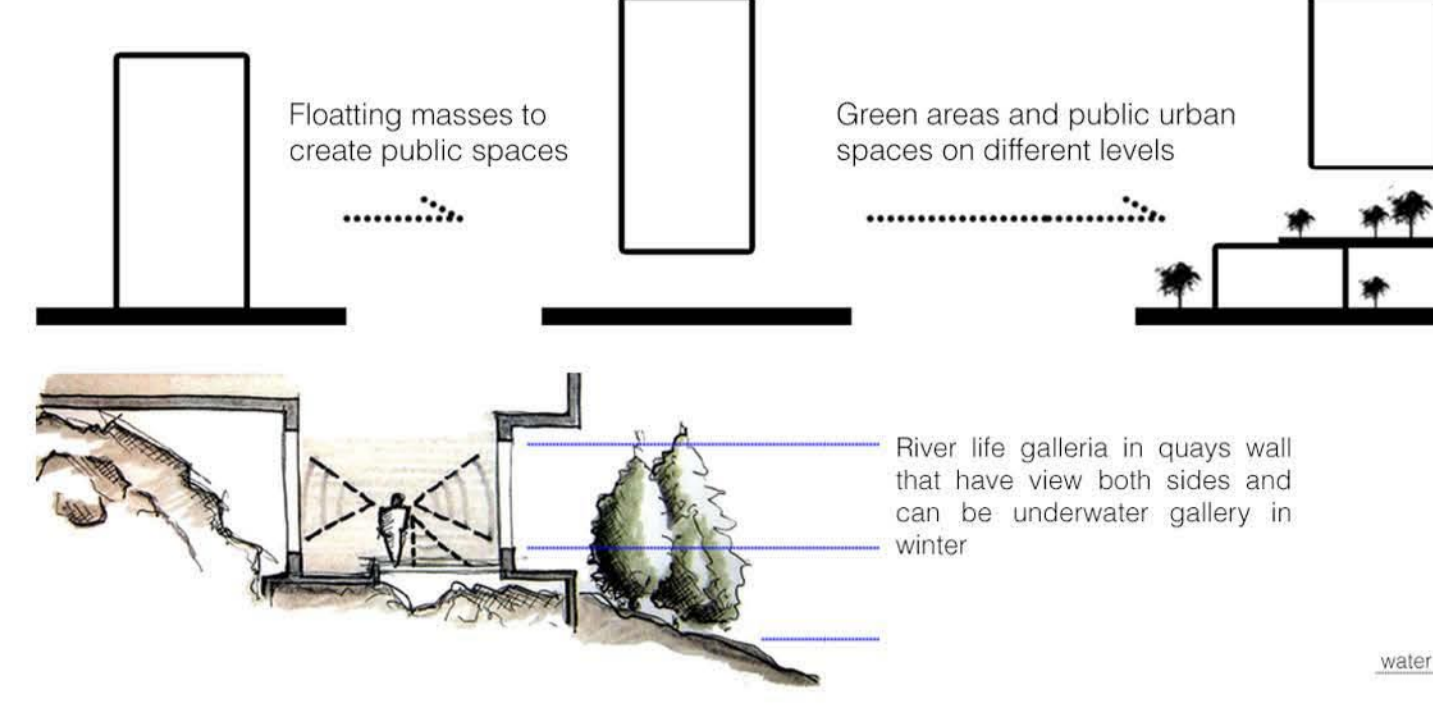 Floatting masses to
create public spaces
Green areas and public urban
spaces on different levels
River life galleria in quays wall
that have view both sides and
can be underwater gallery in
winter
water